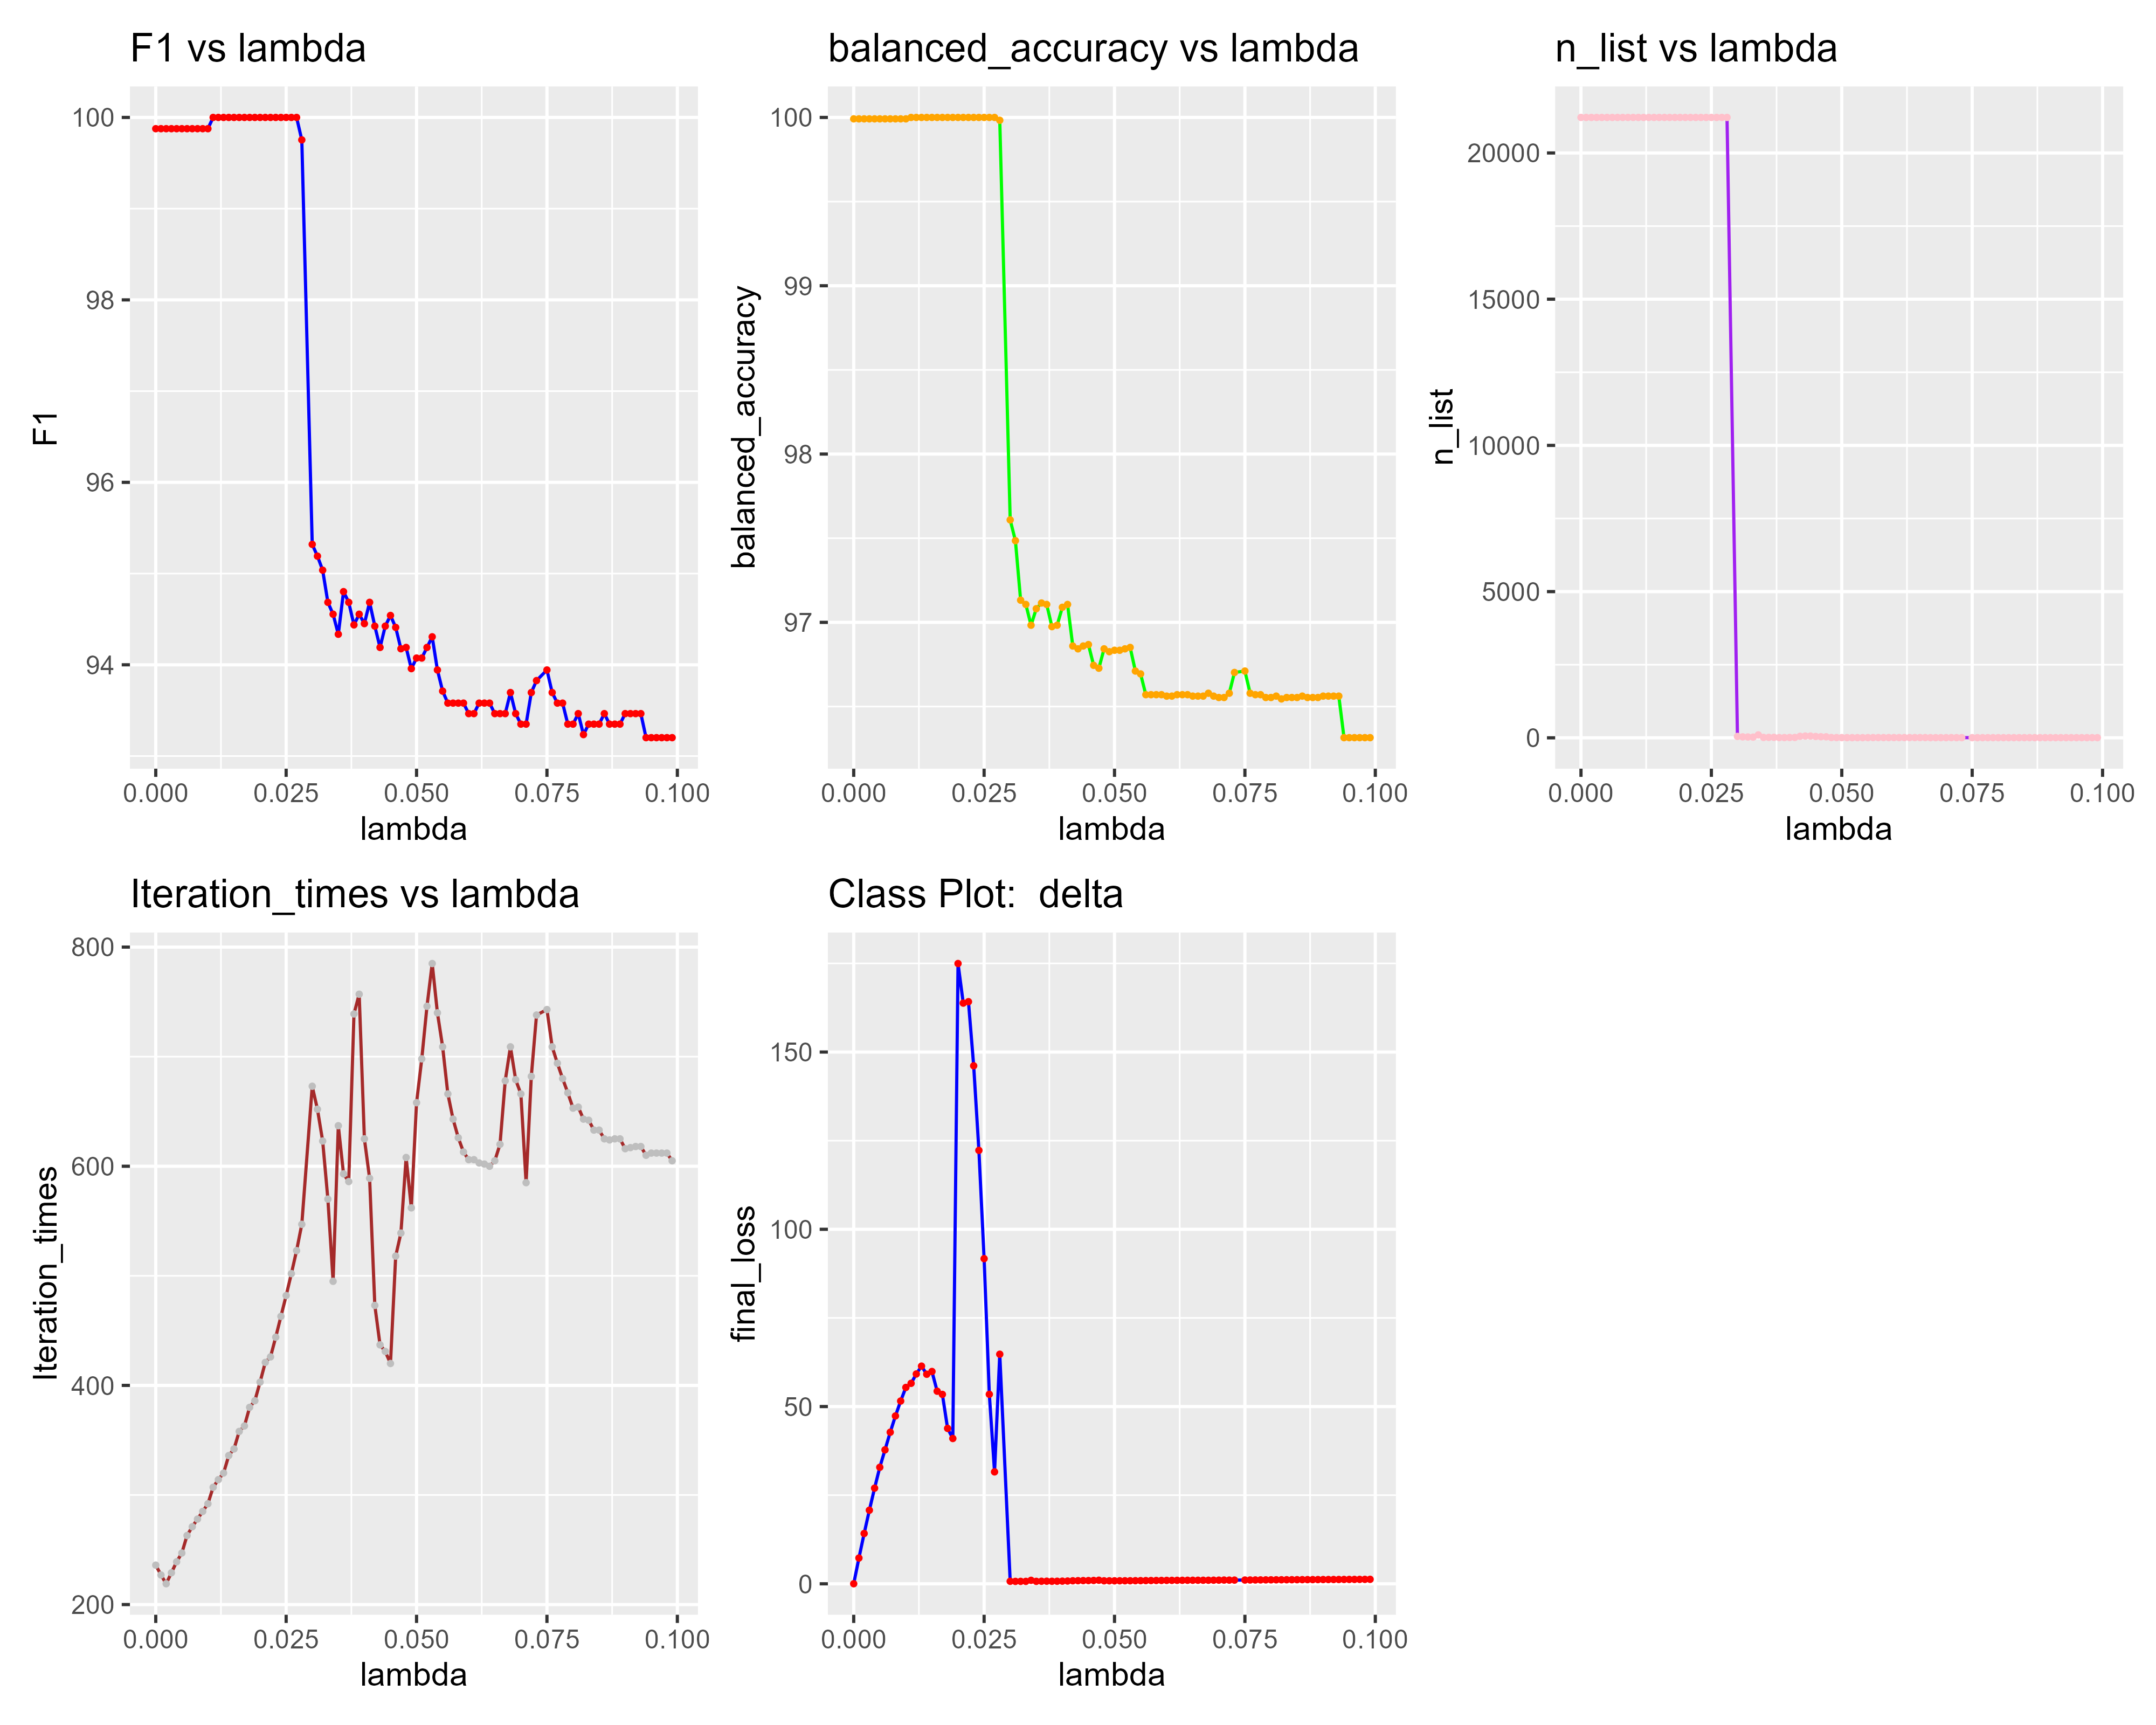 F1 vs lambda
100
98
96
94
F1
0.000 0.025 0.050 0.075 0.100
lambda
balanced_accuracy vs lambda
100
99
98
97
balanced_accuracy
0.000 0.025 0.050 0.075 0.100
lambda
n_list vs lambda
20000
15000
10000
5000
0
n_list
0.000 0.025 0.050 0.075 0.100
lambda
Iteration_times vs lambda
800
600
400
200
Iteration_times
0.000 0.025 0.050 0.075 0.100
lambda
Class Plot:  delta
150
100
50
0
final_loss
0.000 0.025 0.050 0.075 0.100
lambda